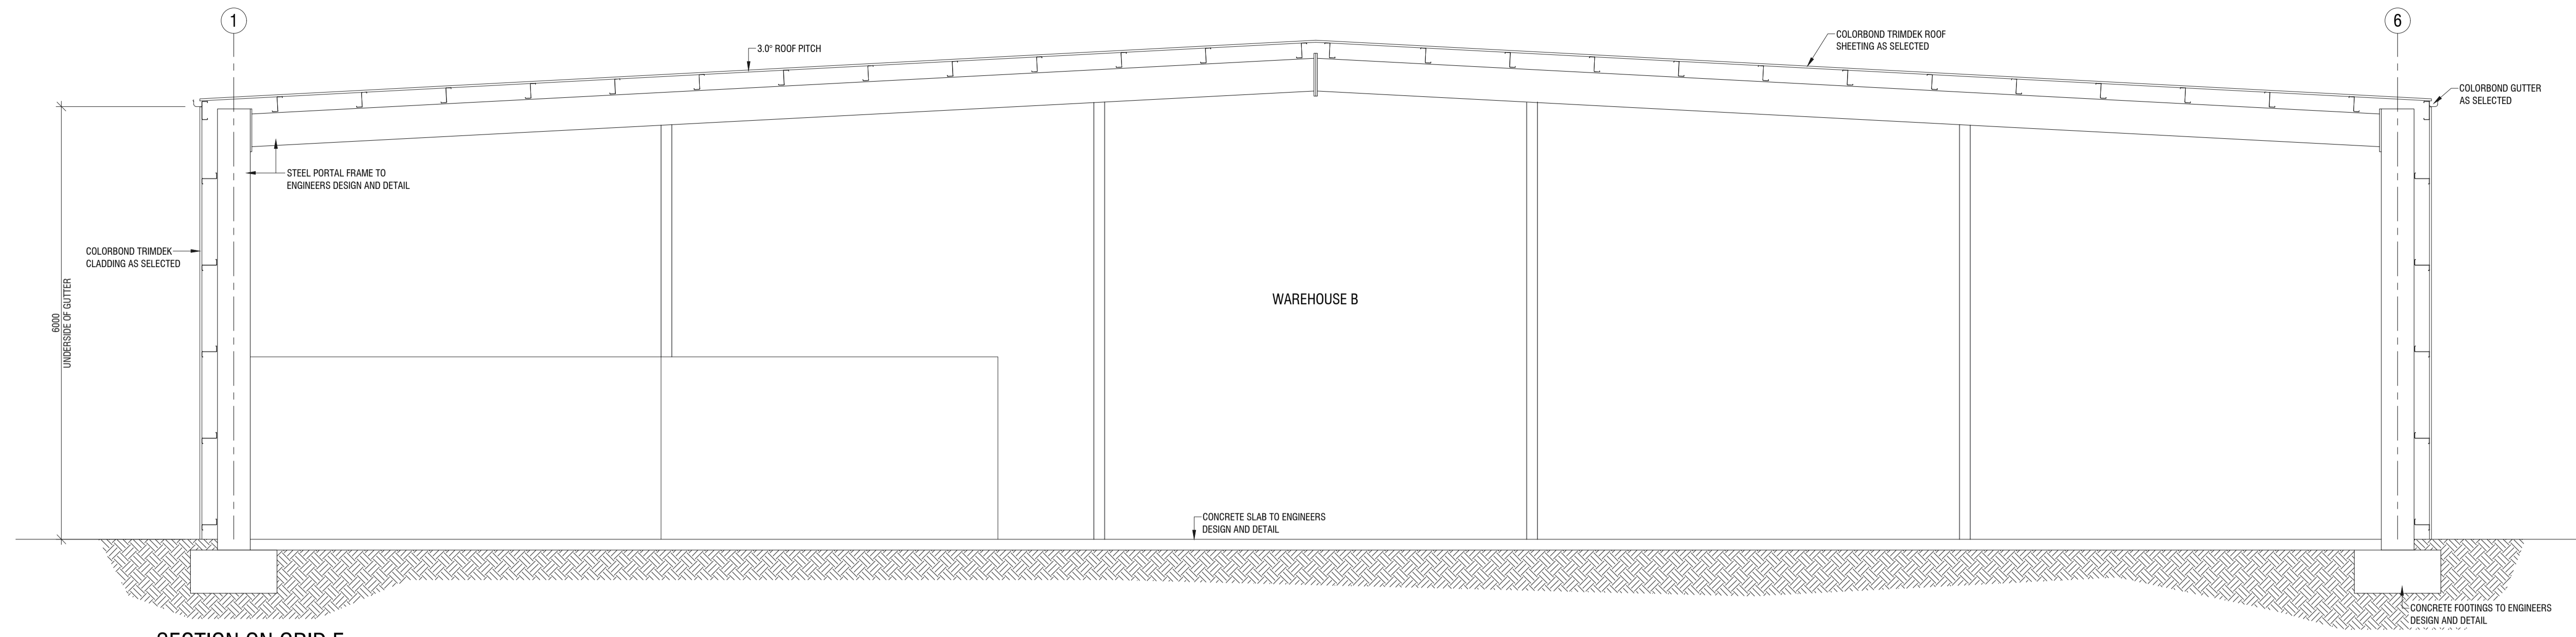 1
6
3.0° ROOF PITCH
COLORBOND TRIMDEK ROOF
SHEETING AS SELECTED
COLORBOND GUTTER
AS SELECTED
STEEL PORTAL FRAME TO
ENGINEERS DESIGN AND DETAIL
COLORBOND TRIMDEK
CLADDING AS SELECTED
6000
UNDERSIDE OF GUTTER
WAREHOUSE B
CONCRETE SLAB TO ENGINEERS
DESIGN AND DETAIL
CONCRETE FOOTINGS TO ENGINEERS
DESIGN AND DETAIL
SECTION ON GRID